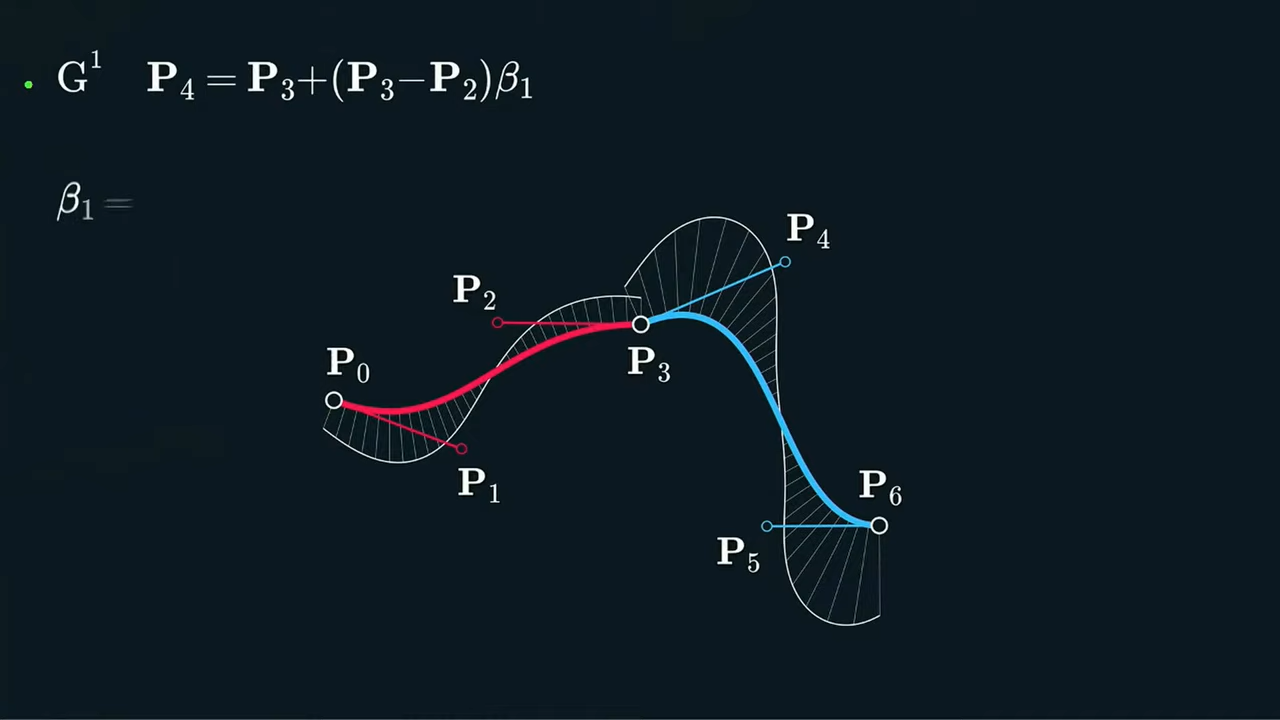 G¹ P₄ = P₃+(P₃−P₂)β₁
β₁ =
P₄
P₂
P₃
P₀
P₁
P₆
P₅